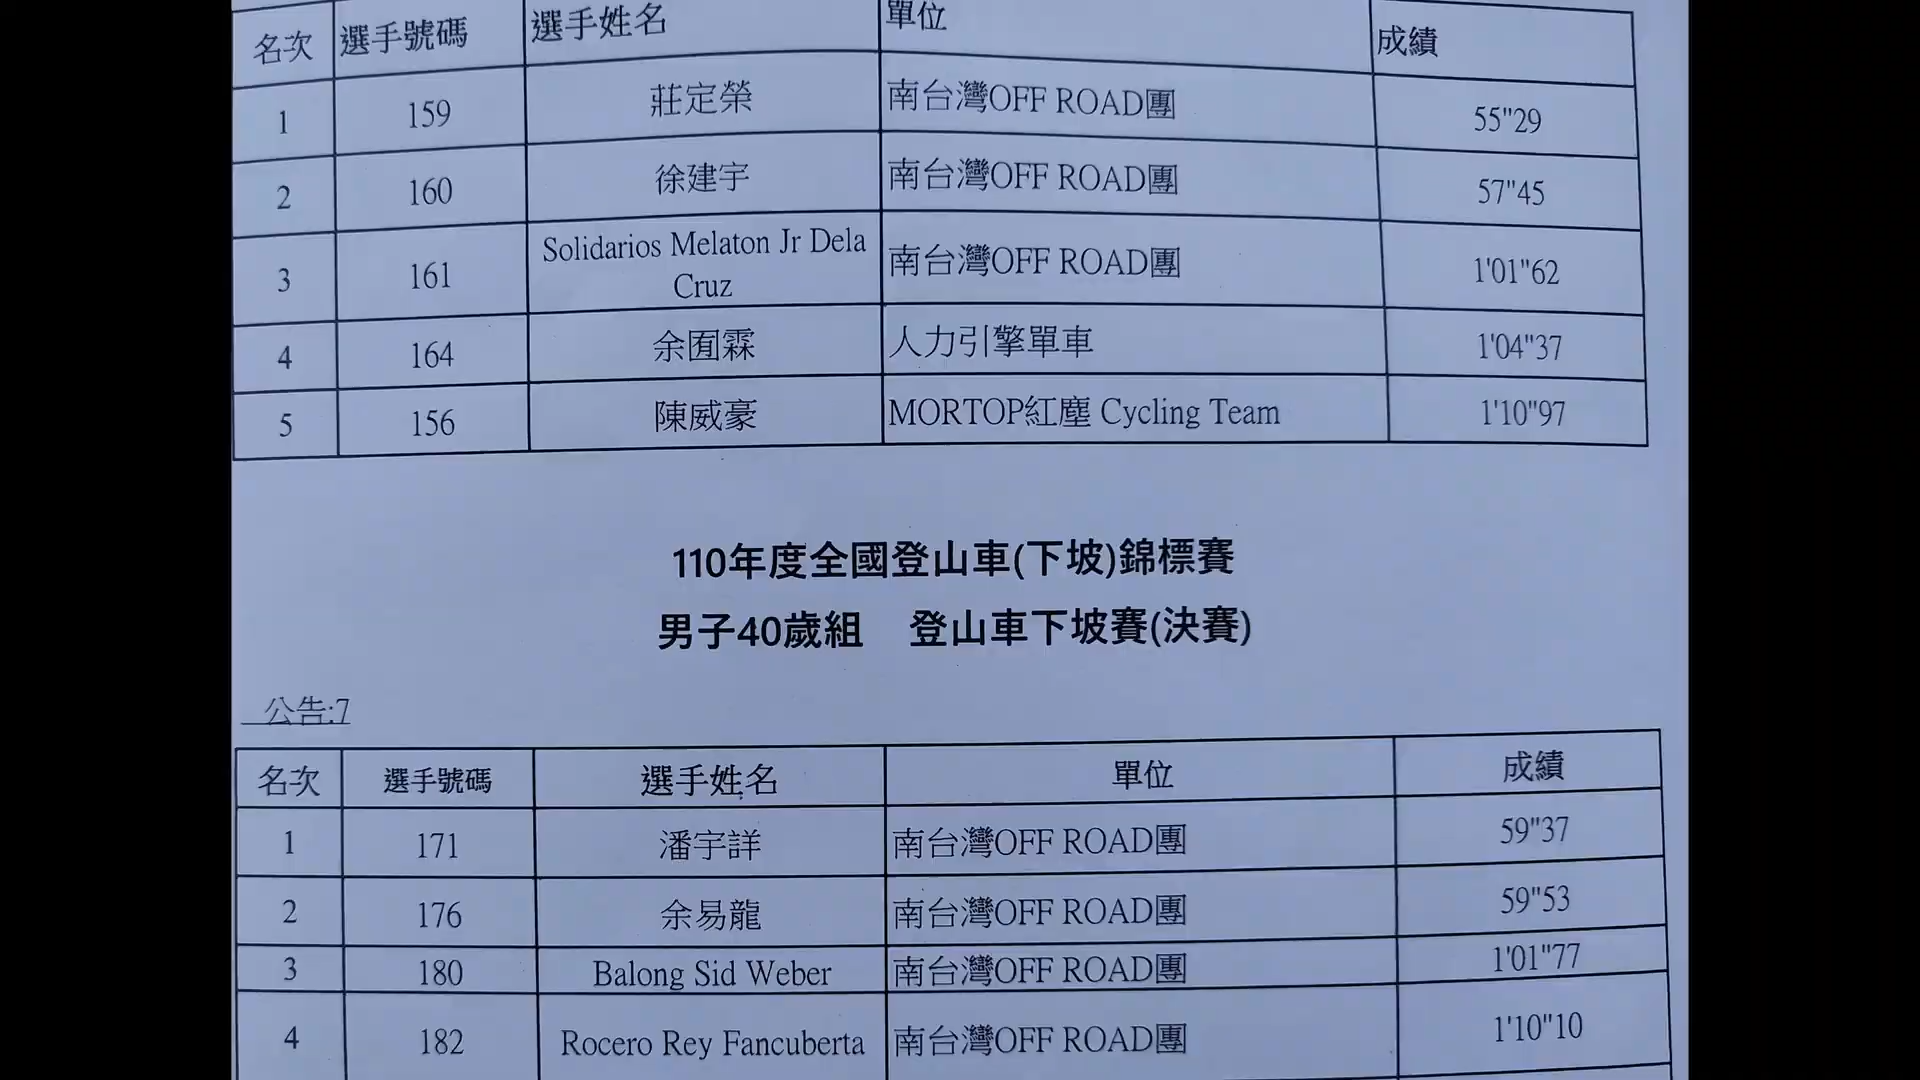 名次 選手號碼 選手姓名 單位 成績
1 159 莊定榮 南台灣OFF ROAD團 55"29
2 160 徐建宇 南台灣OFF ROAD團 57"45
3 161 Solidarios Melaton Jr Dela Cruz 南台灣OFF ROAD團 1'01"62
4 164 余囿霖 人力引擎單車 1'04"37
5 156 陳威豪 MORTOP紅塵 Cycling Team 1'10"97
110年度全國登山車(下坡)錦標賽
男子40歲組 登山車下坡賽(決賽)
公告:7
名次 選手號碼 選手姓名 單位 成績
1 171 潘宇詳 南台灣OFF ROAD團 59"37
2 176 余易龍 南台灣OFF ROAD團 59"53
3 180 Balong Sid Weber 南台灣OFF ROAD團 1'01"77
4 182 Rocero Rey Fancuberta 南台灣OFF ROAD團 1'10"10